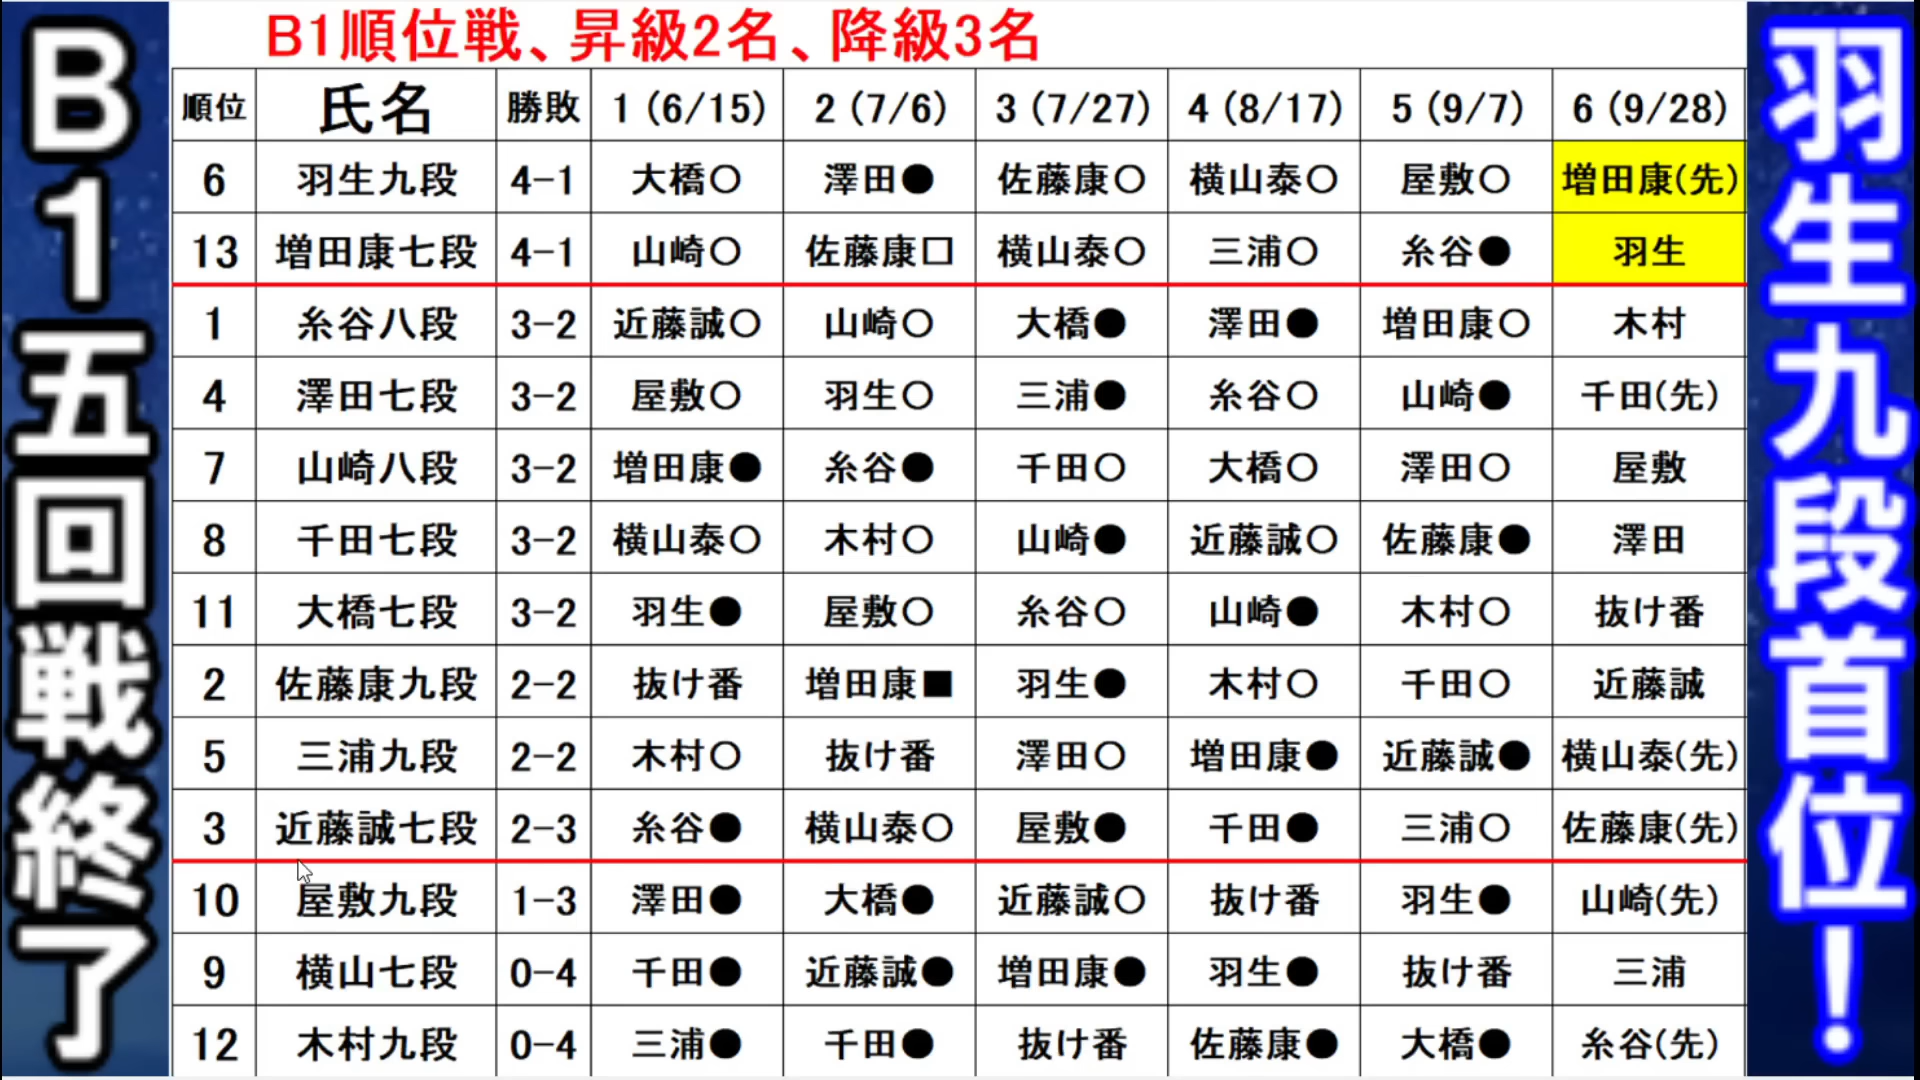 B1順位戦、昇級2名、降級3名
B1五回戦終了
順位 氏名 勝敗 1(6/15) 2(7/6) 3(7/27) 4(8/17) 5(9/7) 6(9/28)
6 羽生九段 4-1 大橋○ 澤田● 佐藤康○ 横山泰○ 屋敷○ 増田康(先)
13 増田康七段 4-1 山崎○ 佐藤康□ 横山泰○ 三浦○ 糸谷● 羽生
1 糸谷八段 3-2 近藤誠○ 山崎○ 大橋● 澤田● 増田康○ 木村
4 澤田七段 3-2 屋敷○ 羽生○ 三浦● 糸谷○ 山崎● 千田(先)
7 山崎八段 3-2 増田康● 糸谷● 千田○ 大橋○ 澤田○ 屋敷
8 千田七段 3-2 横山泰○ 木村○ 山崎● 近藤誠○ 佐藤康● 澤田
11 大橋七段 3-2 羽生● 屋敷○ 糸谷○ 山崎● 木村○ 抜け番
2 佐藤康九段 2-2 抜け番 増田康■ 羽生● 木村○ 千田○ 近藤誠
5 三浦九段 2-2 木村○ 抜け番 澤田○ 増田康● 近藤誠● 横山泰(先)
3 近藤誠七段 2-3 糸谷● 横山泰○ 屋敷● 千田● 三浦○ 佐藤康(先)
10 屋敷九段 1-3 澤田● 大橋● 近藤誠○ 抜け番 羽生● 山崎(先)
9 横山七段 0-4 千田● 近藤誠● 増田康● 羽生● 抜け番 三浦
12 木村九段 0-4 三浦● 千田● 抜け番 佐藤康● 大橋● 糸谷(先)
羽生九段首位！